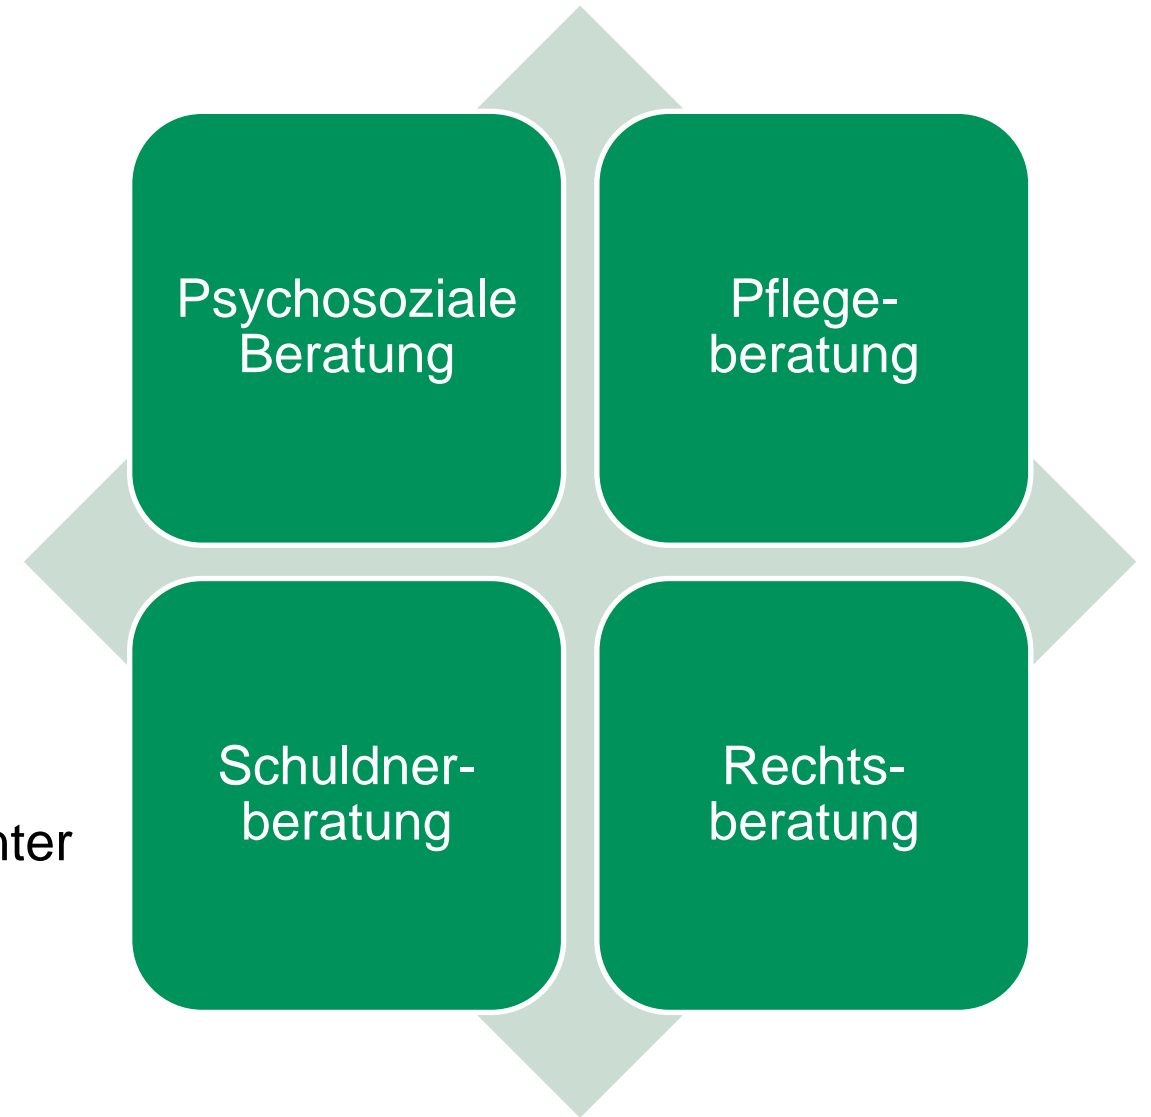 Psychosoziale
Beratung
Pflege-
beratung
Schuldner-
beratung
Rechts-
beratung